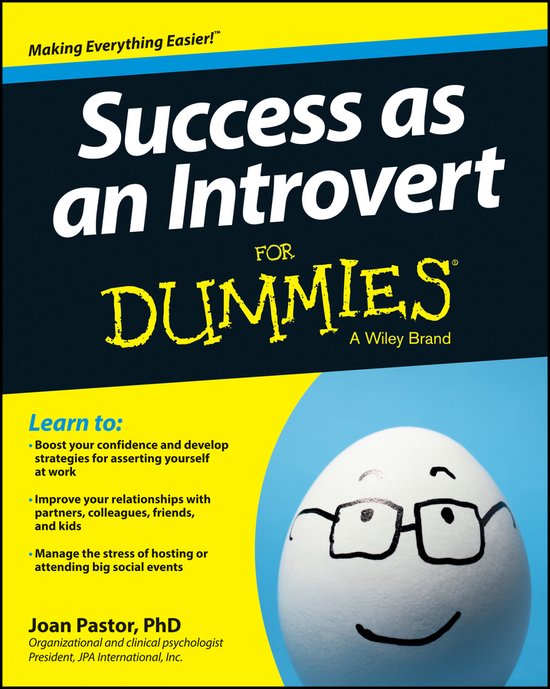 Making Everything Easier!™
Success as
an Introvert
FOR
DUMMIES®
A Wiley Brand
Learn to:
• Boost your confidence and develop
strategies for asserting yourself
at work
• Improve your relationships with
partners, colleagues, friends,
and kids
• Manage the stress of hosting or
attending big social events
Joan Pastor, PhD
Organizational and clinical psychologist
President, JPA International, Inc.